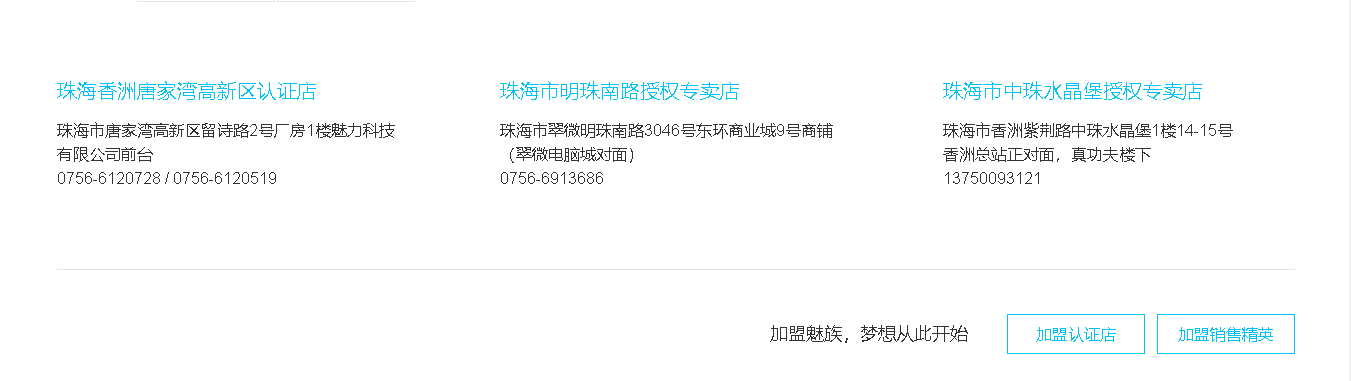 珠海香洲唐家湾高新区认证店
珠海市唐家湾高新区留诗路2号厂房1楼魅力科技
有限公司前台
0756-6120728 / 0756-6120519
珠海市明珠南路授权专卖店
珠海市翠微明珠南路3046号东环商业城9号商铺
（翠微电脑城对面）
0756-6913686
珠海市中珠水晶堡授权专卖店
珠海市香洲紫荆路中珠水晶堡1楼14-15号
香洲总站正对面，真功夫楼下
13750093121
加盟魅族，梦想从此开始
加盟认证店
加盟销售精英